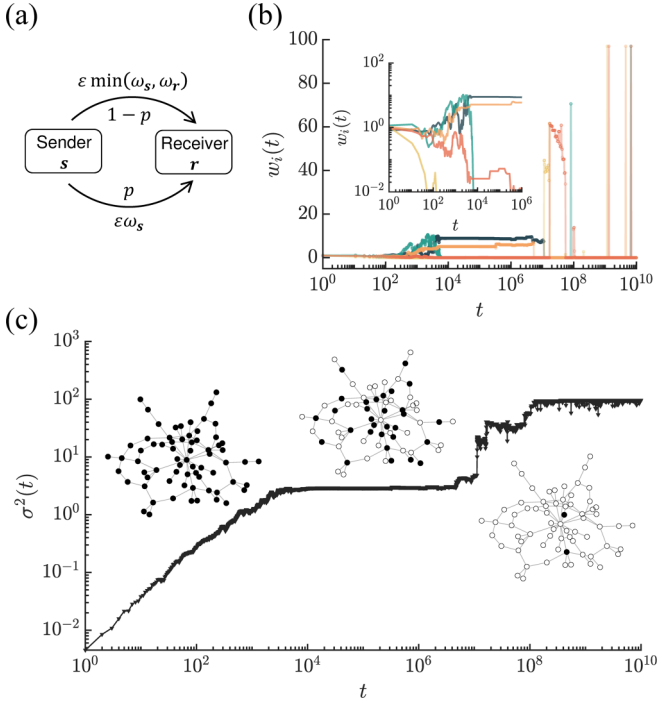 (a)
ε min(ω_s, ω_r)
1 − p
Sender
s
Receiver
r
p
εω_s
(b)
100
80
60
40
20
0
w_i(t)
10^0
10^2
10^4
10^6
10^8
10^10
t
10^2
10^0
10^−2
w_i(t)
10^0
10^2
10^4
10^6
t
(c)
10^3
10^2
10^1
10^0
10^−1
10^−2
σ^2(t)
10^0
10^2
10^4
10^6
10^8
10^10
t